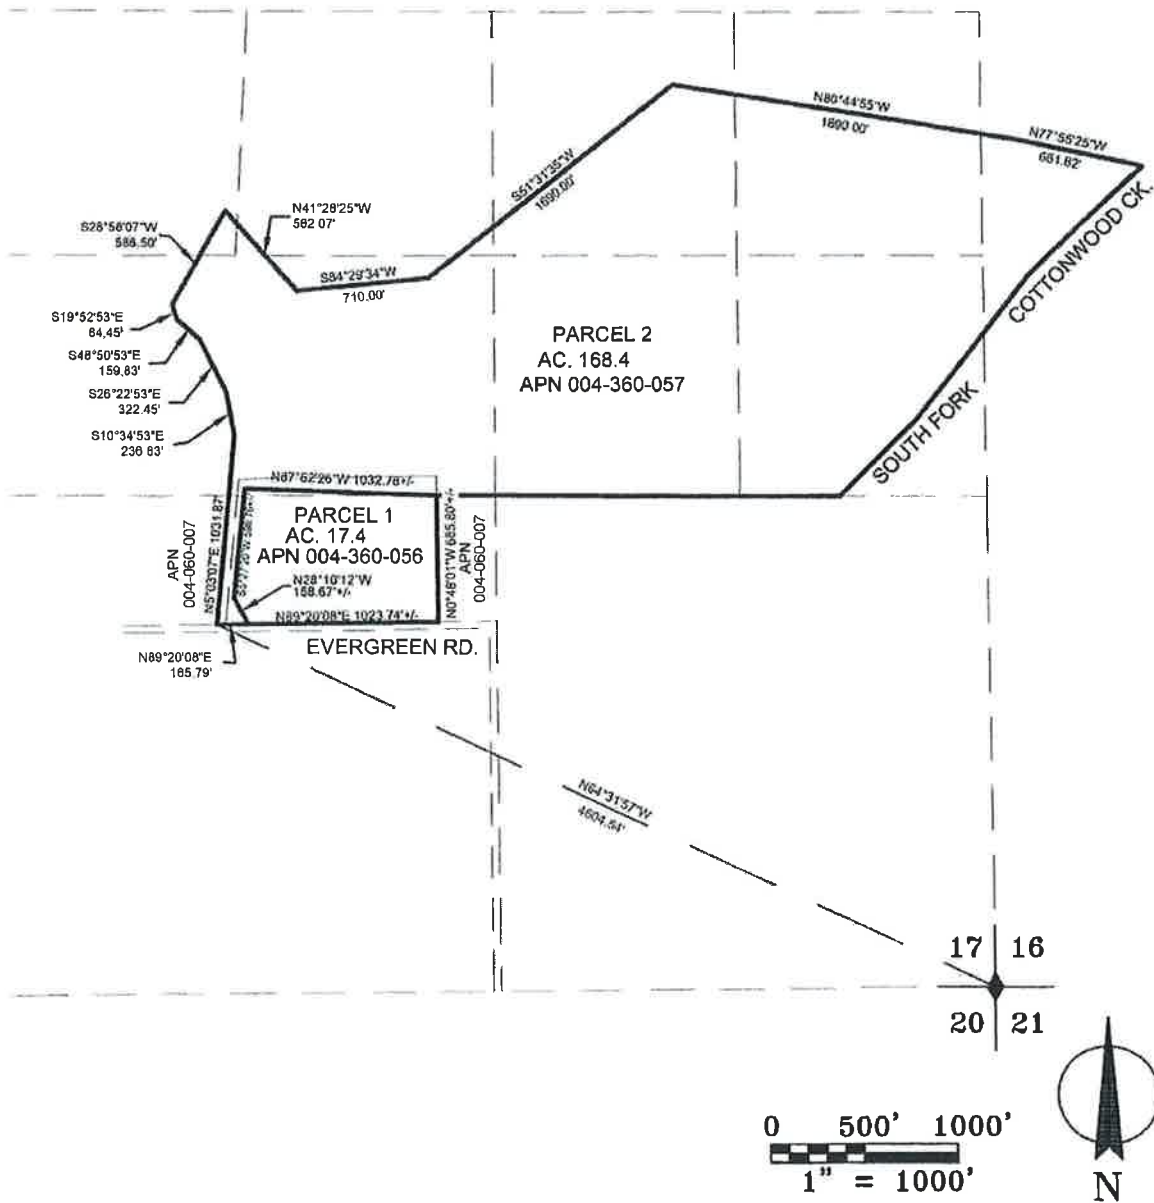 N80°44'55"W
1690.00'
N77°55'25"W
661.62'
S51°31'35"W
1690.00'
N41°28'25"W
582.07'
S28°56'07"W
586.50'
S84°29'34"W
710.00'
COTTONWOOD CK.
SOUTH FORK
S19°52'53"E
84.45'
S48°50'53"E
159.83'
S26°22'53"E
322.45'
S10°34'53"E
236.83'
PARCEL 2
AC. 168.4
APN 004-360-057
N87°52'26"W 1032.78+/-
PARCEL 1
AC. 17.4
APN 004-360-056
N28°10'12"W
158.67'+/-
N89°20'08"E 1023.74'+/-
APN
004-060-007
N5°03'07"E 1031.87'
N0°48'01"W 685.80'+/-
APN
004-060-007
N89°20'08"E
165.79'
EVERGREEN RD.
N64°31'57"W
4604.54'
17 16
20 21
0 500' 1000'
1" = 1000'
N